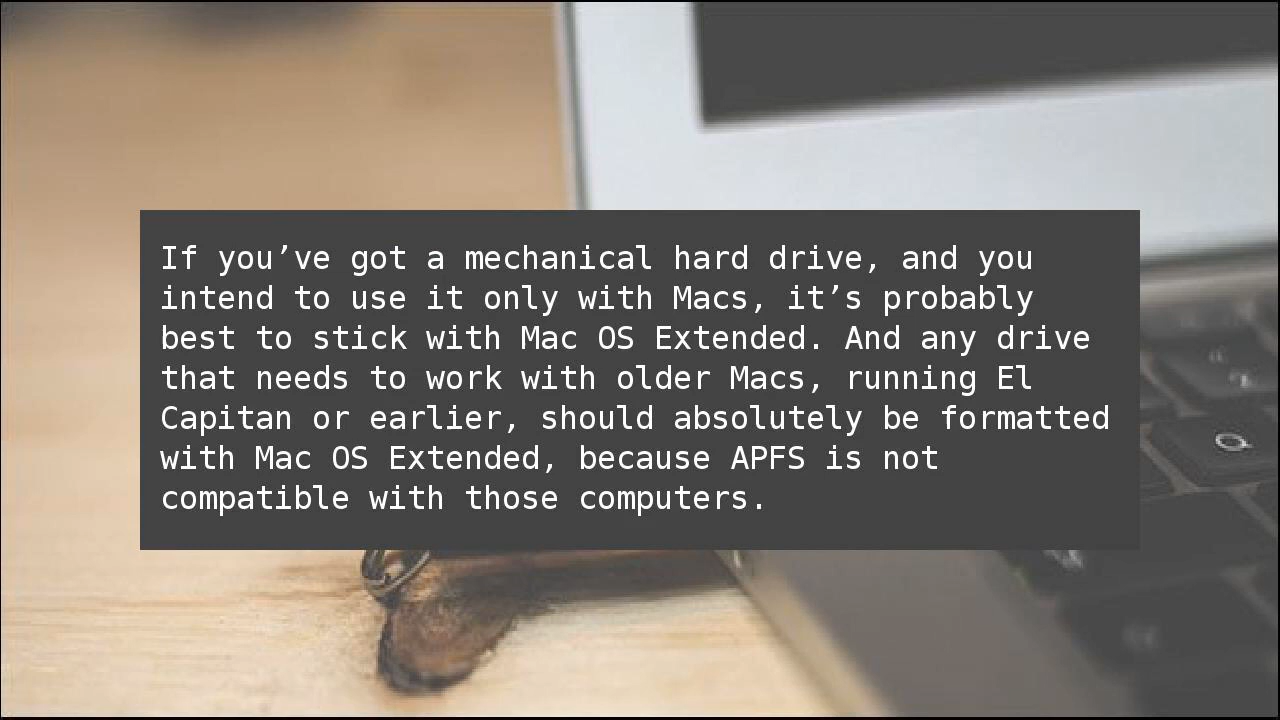 If you’ve got a mechanical hard drive, and you
intend to use it only with Macs, it’s probably
best to stick with Mac OS Extended. And any drive
that needs to work with older Macs, running El
Capitan or earlier, should absolutely be formatted
with Mac OS Extended, because APFS is not
compatible with those computers.